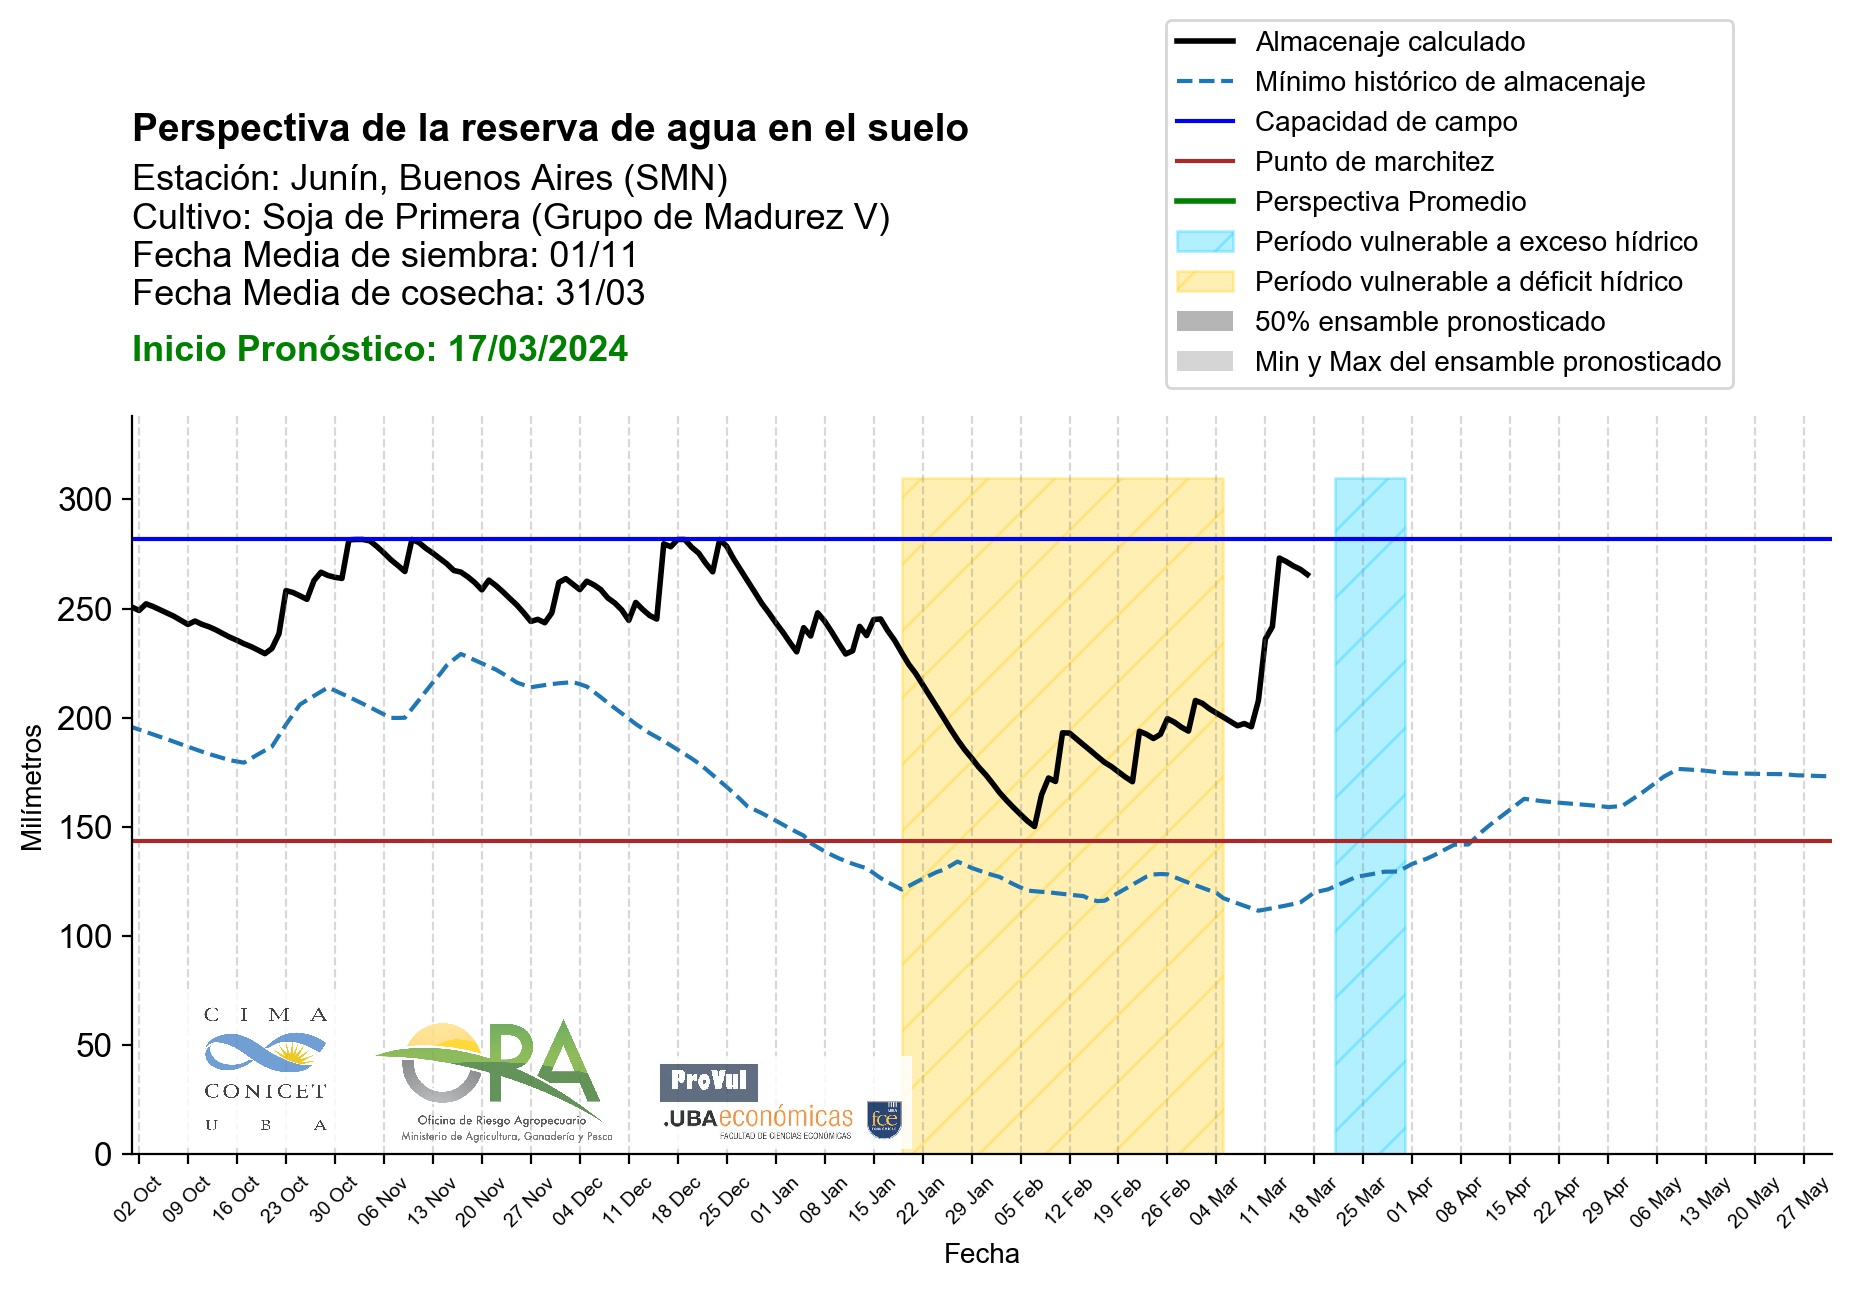 Almacenaje calculado
Mínimo histórico de almacenaje
Capacidad de campo
Punto de marchitez
Perspectiva Promedio
Período vulnerable a exceso hídrico
Período vulnerable a déficit hídrico
50% ensamble pronosticado
Min y Max del ensamble pronosticado
Perspectiva de la reserva de agua en el suelo
Estación: Junín, Buenos Aires (SMN)
Cultivo: Soja de Primera (Grupo de Madurez V)
Fecha Media de siembra: 01/11
Fecha Media de cosecha: 31/03
Inicio Pronóstico: 17/03/2024
Milímetros
300
250
200
150
100
50
0
C I M A
CONICET
U B A
ORA
Oficina de Riesgo Agropecuario
Ministerio de Agricultura, Ganadería y Pesca
ProVul
.UBAeconómicas
FACULTAD DE CIENCIAS ECONÓMICAS
fce
02 Oct 09 Oct 16 Oct 23 Oct 30 Oct 06 Nov 13 Nov 20 Nov 27 Nov 04 Dec 11 Dec 18 Dec 25 Dec 01 Jan 08 Jan 15 Jan 22 Jan 29 Jan 05 Feb 12 Feb 19 Feb 26 Feb 04 Mar 11 Mar 18 Mar 25 Mar 01 Apr 08 Apr 15 Apr 22 Apr 29 Apr 06 May 13 May 20 May 27 May
Fecha